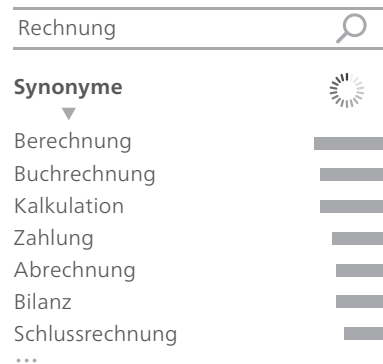 Rechnung
Synonyme
Berechnung
Buchrechnung
Kalkulation
Zahlung
Abrechnung
Bilanz
Schlussrechnung
...